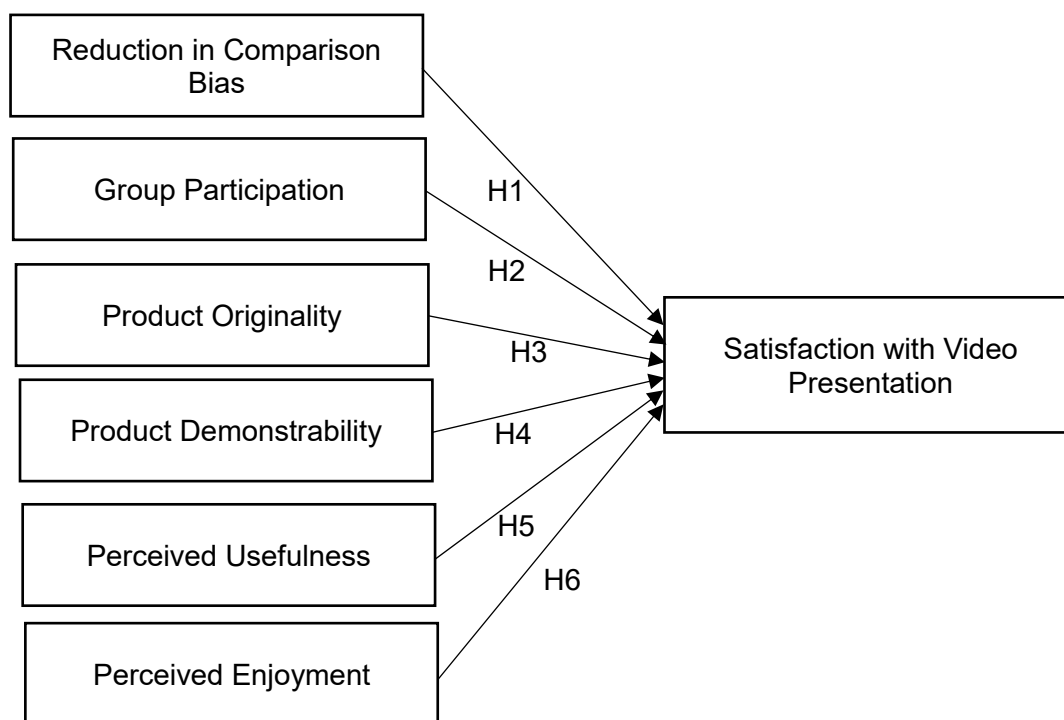 Reduction in Comparison
Bias
Group Participation
H1
H2
Product Originality
H3
Satisfaction with Video
Presentation
Product Demonstrability
H4
Perceived Usefulness
H5
H6
Perceived Enjoyment